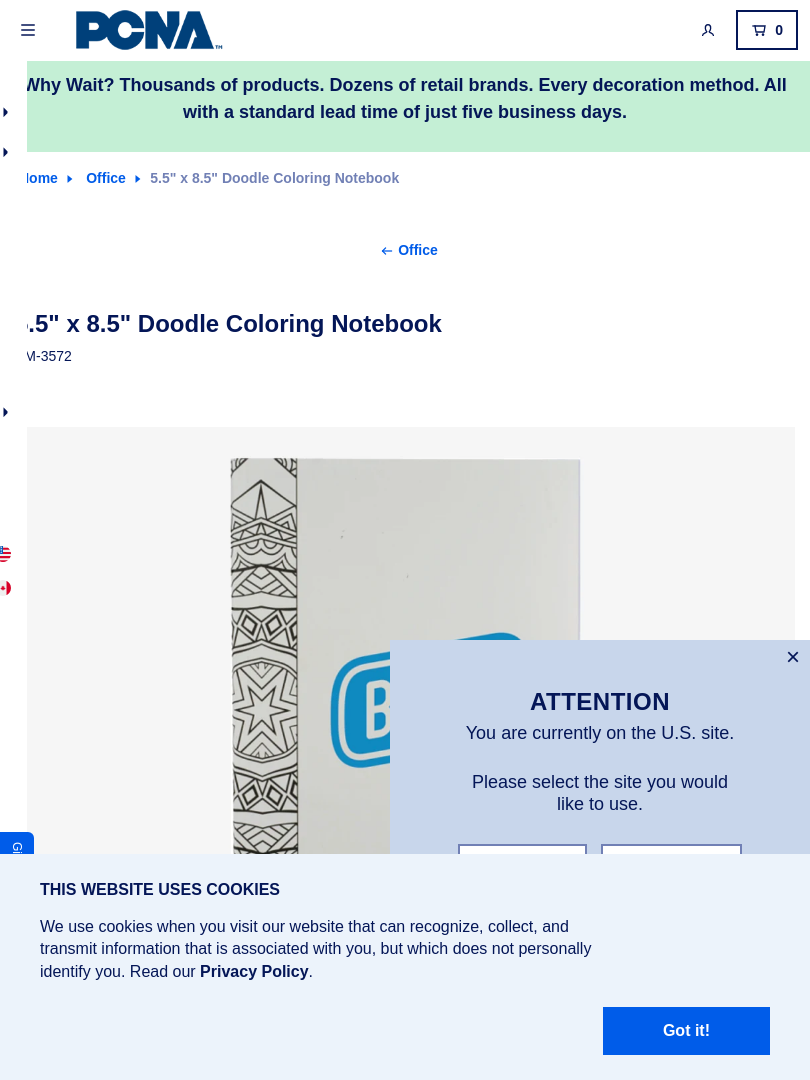 PCNA™
0
Why Wait? Thousands of products. Dozens of retail brands. Every decoration method. All
with a standard lead time of just five business days.
Office
5.5" x 8.5" Doodle Coloring Notebook
Office
.5" x 8.5" Doodle Coloring Notebook
M-3572
B
ATTENTION
You are currently on the U.S. site.
Please select the site you would
like to use.
THIS WEBSITE USES COOKIES
We use cookies when you visit our website that can recognize, collect, and
transmit information that is associated with you, but which does not personally
identify you. Read our Privacy Policy.
Got it!